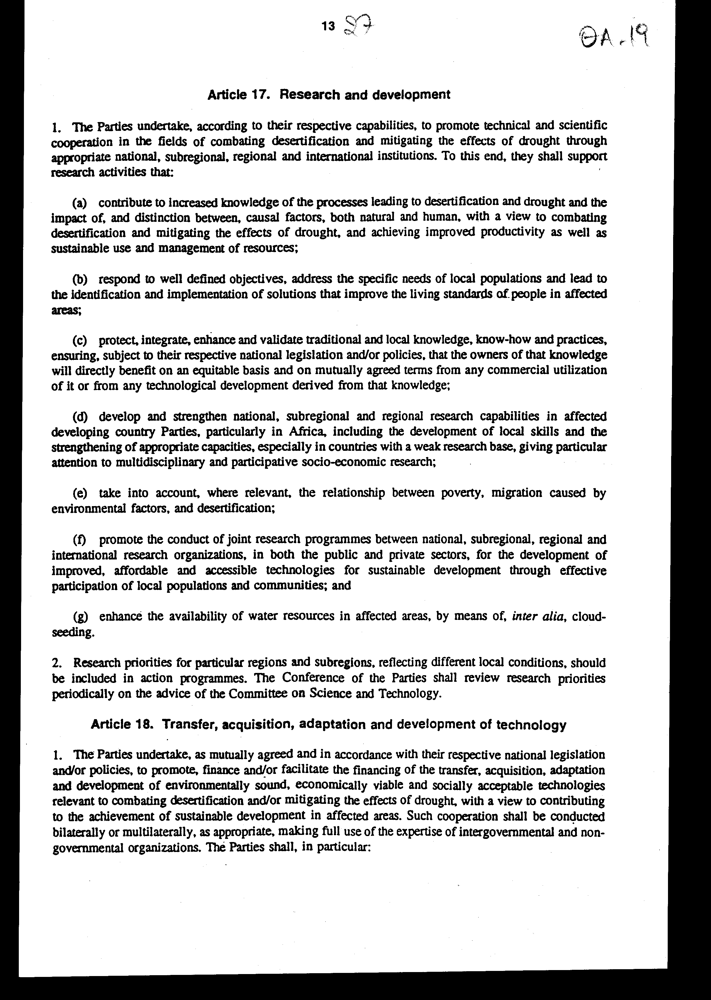 13 27
OA-19
Article 17. Research and development
1. The Parties undertake, according to their respective capabilities, to promote technical and scientific
cooperation in the fields of combating desertification and mitigating the effects of drought through
appropriate national, subregional, regional and international institutions. To this end, they shall support
research activities that:
(a) contribute to increased knowledge of the processes leading to desertification and drought and the
impact of, and distinction between, causal factors, both natural and human, with a view to combating
desertification and mitigating the effects of drought, and achieving improved productivity as well as
sustainable use and management of resources;
(b) respond to well defined objectives, address the specific needs of local populations and lead to
the identification and implementation of solutions that improve the living standards of people in affected
areas;
(c) protect, integrate, enhance and validate traditional and local knowledge, know-how and practices,
ensuring, subject to their respective national legislation and/or policies, that the owners of that knowledge
will directly benefit on an equitable basis and on mutually agreed terms from any commercial utilization
of it or from any technological development derived from that knowledge;
(d) develop and strengthen national, subregional and regional research capabilities in affected
developing country Parties, particularly in Africa, including the development of local skills and the
strengthening of appropriate capacities, especially in countries with a weak research base, giving particular
attention to multidisciplinary and participative socio-economic research;
(e) take into account, where relevant, the relationship between poverty, migration caused by
environmental factors, and desertification;
(f) promote the conduct of joint research programmes between national, subregional, regional and
international research organizations, in both the public and private sectors, for the development of
improved, affordable and accessible technologies for sustainable development through effective
participation of local populations and communities; and
(g) enhance the availability of water resources in affected areas, by means of, inter alia, cloud-
seeding.
2. Research priorities for particular regions and subregions, reflecting different local conditions, should
be included in action programmes. The Conference of the Parties shall review research priorities
periodically on the advice of the Committee on Science and Technology.
Article 18. Transfer, acquisition, adaptation and development of technology
1. The Parties undertake, as mutually agreed and in accordance with their respective national legislation
and/or policies, to promote, finance and/or facilitate the financing of the transfer, acquisition, adaptation
and development of environmentally sound, economically viable and socially acceptable technologies
relevant to combating desertification and/or mitigating the effects of drought, with a view to contributing
to the achievement of sustainable development in affected areas. Such cooperation shall be conducted
bilaterally or multilaterally, as appropriate, making full use of the expertise of intergovernmental and non-
governmental organizations. The Parties shall, in particular: